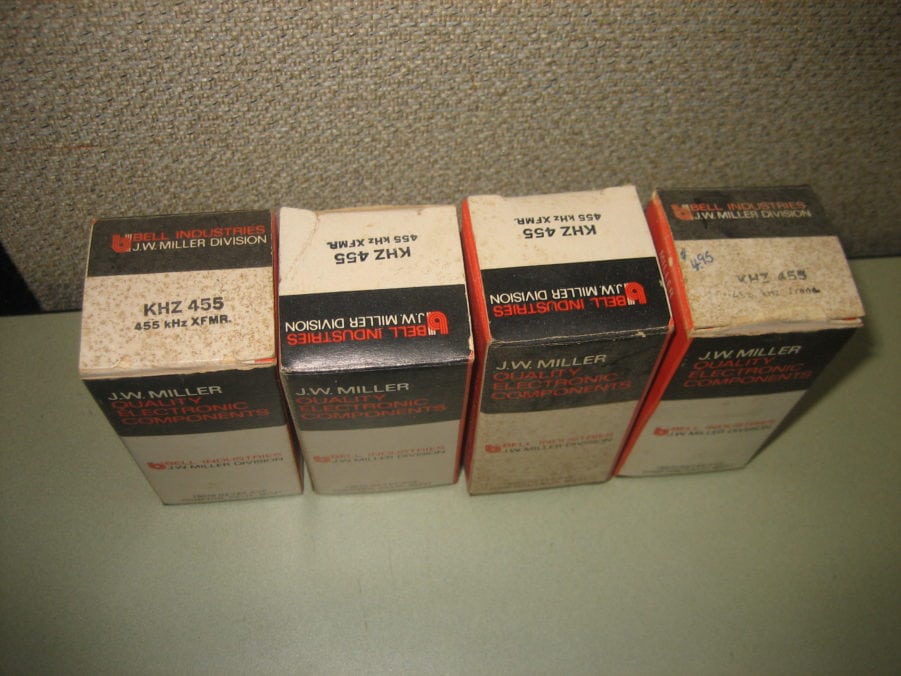 BELL INDUSTRIES
J.W. MILLER DIVISION
KHZ 455
455 kHz XFMR.
J.W. MILLER
QUALITY
ELECTRONIC
COMPONENTS
BELL INDUSTRIES
J.W. MILLER DIVISION
KHZ 455
455 kHz XFMR.
BELL INDUSTRIES
J.W. MILLER DIVISION
J.W. MILLER
QUALITY
ELECTRONIC
COMPONENTS
BELL INDUSTRIES
J.W. MILLER DIVISION
KHZ 455
455 kHz XFMR.
BELL INDUSTRIES
J.W. MILLER DIVISION
J.W. MILLER
QUALITY
ELECTRONIC
COMPONENTS
BELL INDUSTRIES
J.W. MILLER DIVISION
BELL INDUSTRIES
J.W. MILLER DIVISION
$4.95
KHZ 455
J.W. MILLER
QUALITY
ELECTRONIC
COMPONENTS
BELL INDUSTRIES
J.W. MILLER DIVISION